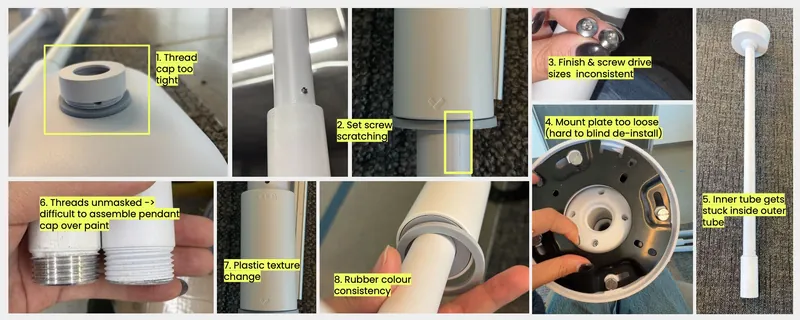 1. Thread
cap too
tight
2. Set screw
scratching
3. Finish & screw drive
sizes inconsistent
4. Mount plate too loose
(hard to blind de-install)
5. Inner tube gets
stuck inside outer
tube
6. Threads unmasked ->
difficult to assemble pendant
cap over paint
7. Plastic texture
change
8. Rubber colour
consistency